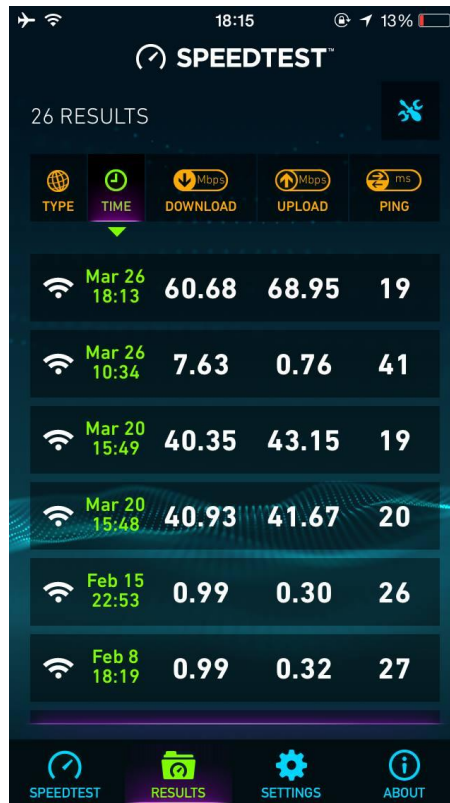 18:15 13%
SPEEDTEST™
26 RESULTS
Mbps Mbps ms
TYPE TIME DOWNLOAD UPLOAD PING
Mar 26
18:13 60.68 68.95 19
Mar 26
10:34 7.63 0.76 41
Mar 20
15:49 40.35 43.15 19
Mar 20
15:48 40.93 41.67 20
Feb 15
22:53 0.99 0.30 26
Feb 8
18:19 0.99 0.32 27
SPEEDTEST RESULTS SETTINGS ABOUT